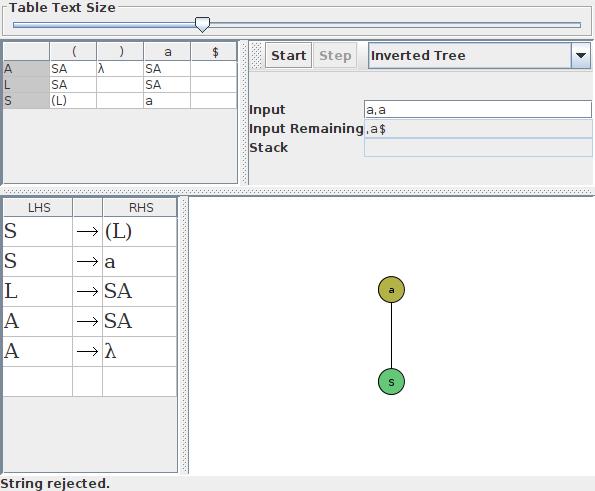 Table Text Size
( ) a $
A SA λ SA
L SA SA
S (L) a
Start Step Inverted Tree
Input a,a
Input Remaining ,a$
Stack
LHS RHS
S → (L)
S → a
L → SA
A → SA
A → λ
a
S
String rejected.